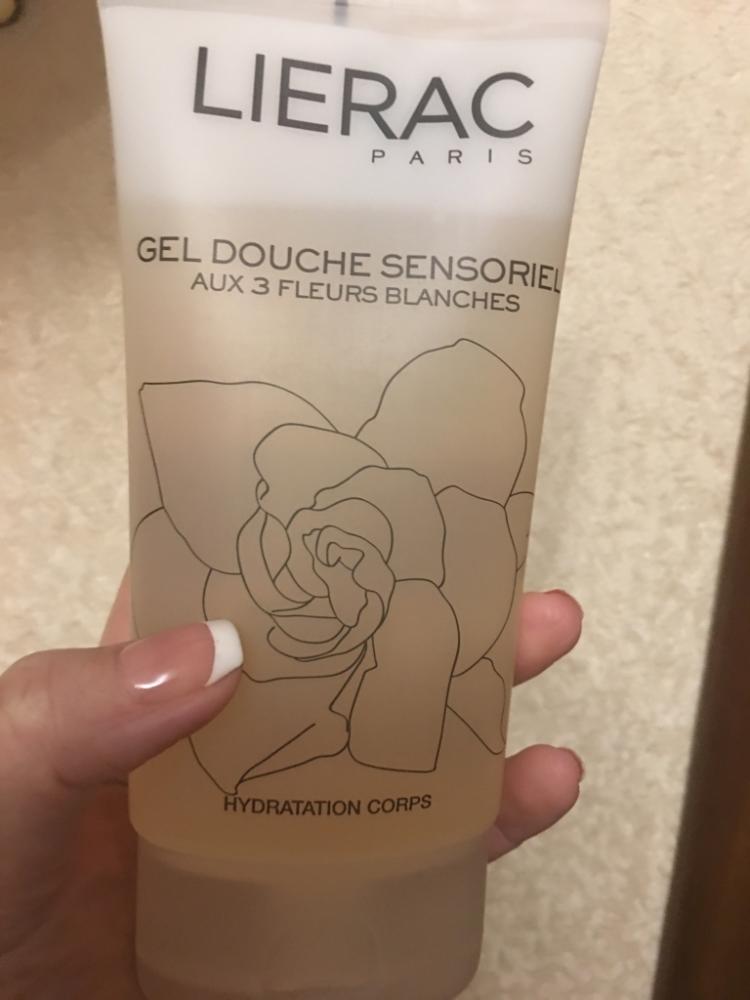 LIERAC
PARIS
GEL DOUCHE SENSORIEL
AUX 3 FLEURS BLANCHES
HYDRATATION CORPS